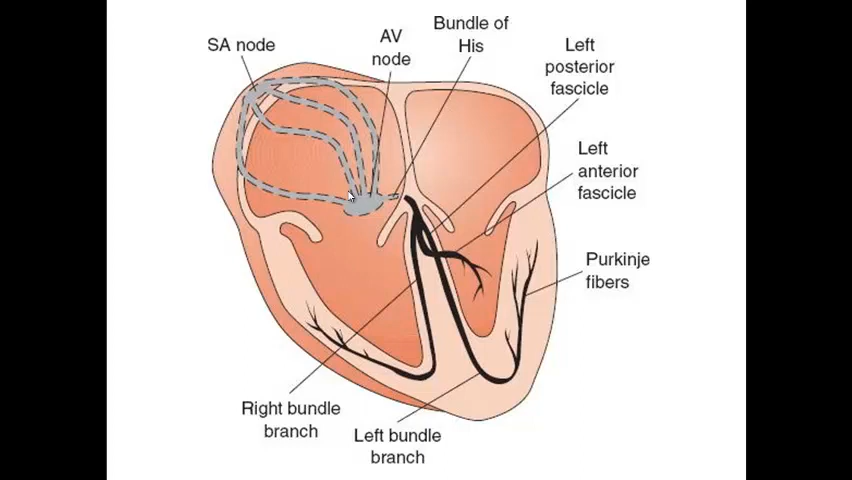 SA node
AV
node
Bundle of
His
Left
posterior
fascicle
Left
anterior
fascicle
Purkinje
fibers
Right bundle
branch
Left bundle
branch